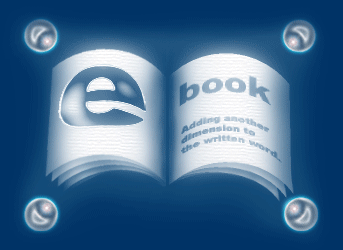 e
book
Adding another
dimension to
the written word.